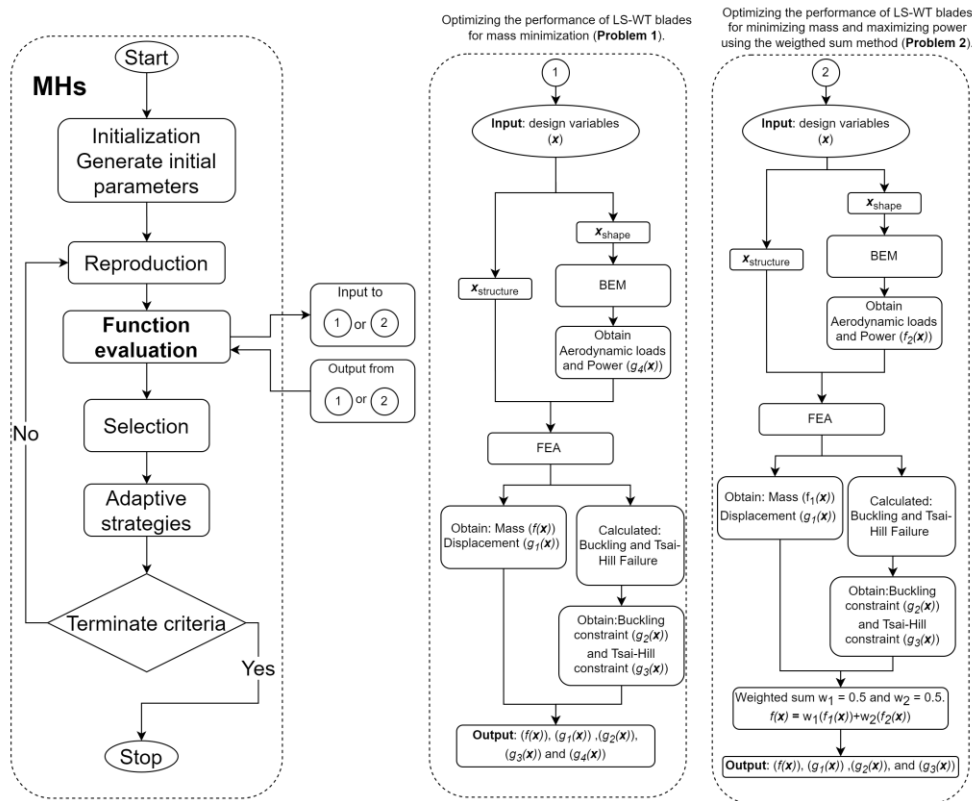 Start
MHs
Initialization
Generate initial
parameters
Reproduction
Function
evaluation
Selection
Adaptive
strategies
Terminate criteria
No
Yes
Stop
Input to
1 or 2
Output from
1 or 2
Optimizing the performance of LS-WT blades
for mass minimization (Problem 1).
1
Input: design variables
(x)
x shape
x structure
BEM
Obtain
Aerodynamic loads
and Power (g4(x))
FEA
Obtain: Mass (f(x))
Displacement (g1(x))
Calculated:
Buckling and Tsai-
Hill Failure
Obtain:Buckling
constraint (g2(x))
and Tsai-Hill
constraint (g3(x))
Output: (f(x)), (g1(x)) ,(g2(x)),
(g3(x)) and (g4(x))
Optimizing the performance of LS-WT blades
for minimizing mass and maximizing power
using the weigthed sum method (Problem 2).
2
Input: design variables
(x)
x shape
x structure
BEM
Obtain
Aerodynamic loads
and Power (f2(x))
FEA
Obtain: Mass (f1(x))
Displacement (g1(x))
Calculated:
Buckling and Tsai-
Hill Failure
Obtain:Buckling
constraint (g2(x))
and Tsai-Hill
constraint (g3(x))
Weighted sum w1 = 0.5 and w2 = 0.5.
f(x) = w1(f1(x))+w2(f2(x))
Output: (f(x)), (g1(x)) ,(g2(x)), and (g3(x))